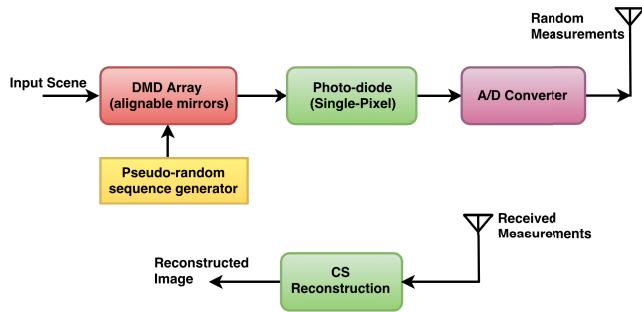 Random
Measurements
Input Scene
DMD Array
(alignable mirrors)
Photo-diode
(Single-Pixel)
A/D Converter
Pseudo-random
sequence generator
Received
Measurements
Reconstructed
Image
CS
Reconstruction